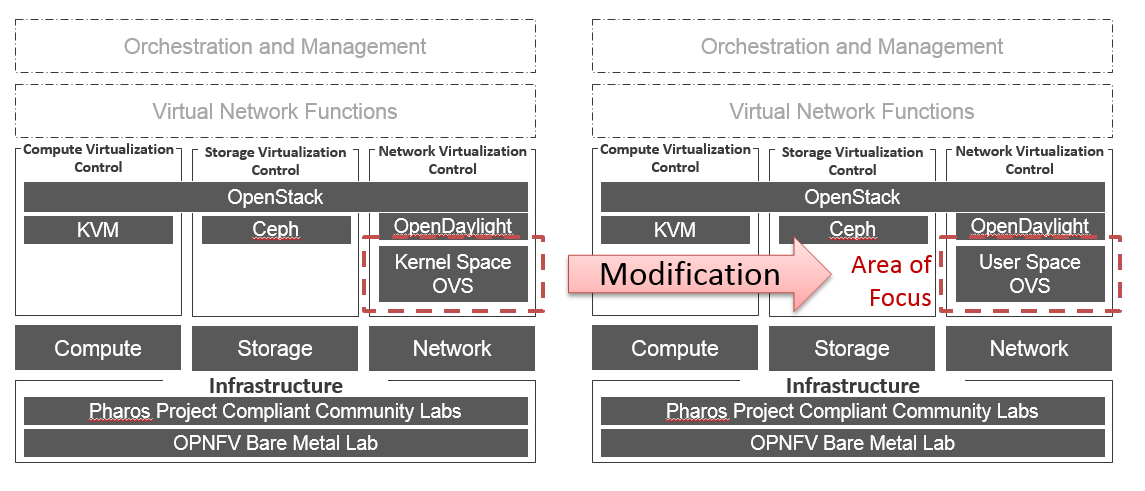 Orchestration and Management
Virtual Network Functions
Compute Virtualization
Control
Storage Virtualization
Control
Network Virtualization
Control
OpenStack
KVM
Ceph
OpenDaylight
Kernel Space
OVS
Compute
Storage
Network
Infrastructure
Pharos Project Compliant Community Labs
OPNFV Bare Metal Lab
Modification
Orchestration and Management
Virtual Network Functions
Compute Virtualization
Control
Storage Virtualization
Control
Network Virtualization
Control
OpenStack
KVM
Ceph
OpenDaylight
Area of
Focus
User Space
OVS
Compute
Storage
Network
Infrastructure
Pharos Project Compliant Community Labs
OPNFV Bare Metal Lab